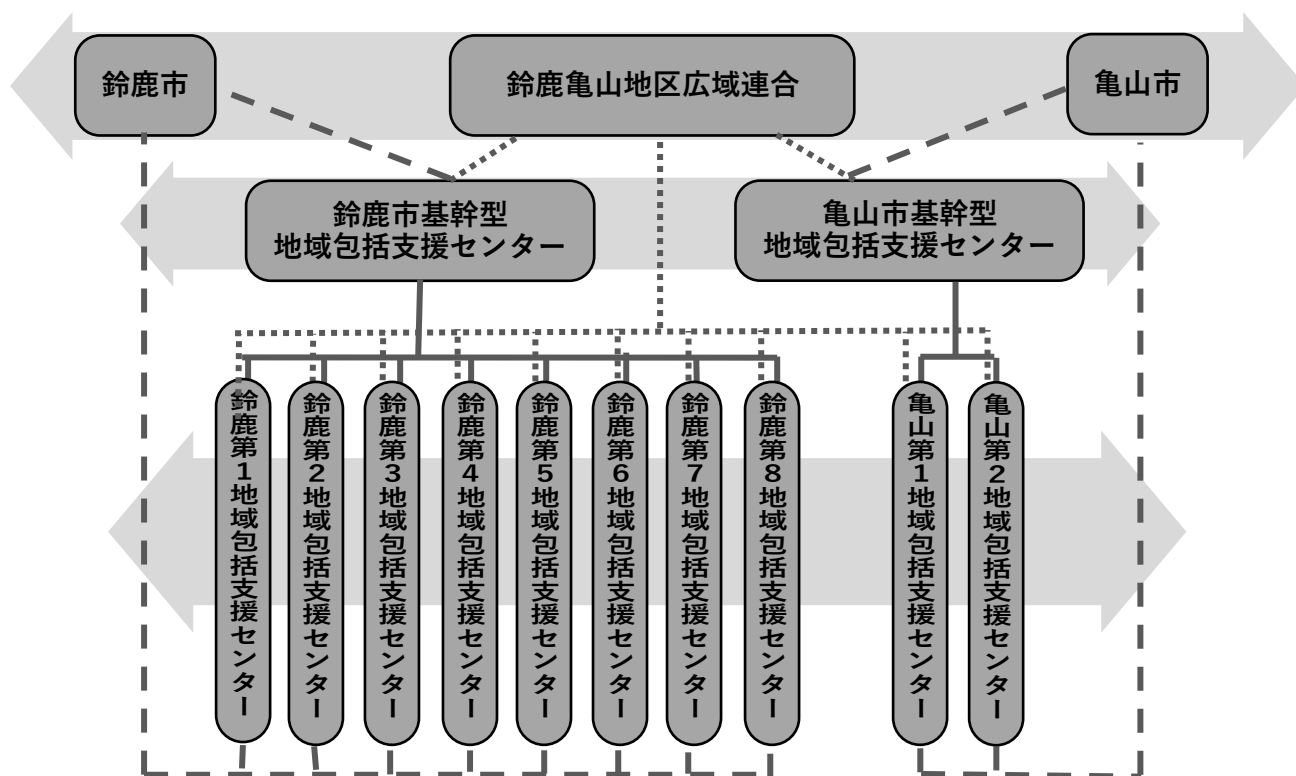 鈴鹿市
鈴鹿亀山地区広域連合
亀山市
鈴鹿市基幹型
地域包括支援センター
亀山市基幹型
地域包括支援センター
鈴鹿第1地域包括支援センター
鈴鹿第2地域包括支援センター
鈴鹿第3地域包括支援センター
鈴鹿第4地域包括支援センター
鈴鹿第5地域包括支援センター
鈴鹿第6地域包括支援センター
鈴鹿第7地域包括支援センター
鈴鹿第8地域包括支援センター
亀山第1地域包括支援センター
亀山第2地域包括支援センター